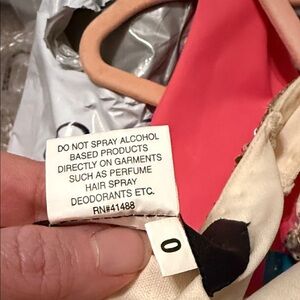 DO NOT SPRAY ALCOHOL
BASED PRODUCTS
DIRECTLY ON GARMENTS
SUCH AS PERFUME
HAIR SPRAY
DEODORANTS ETC.
RN#41488
0